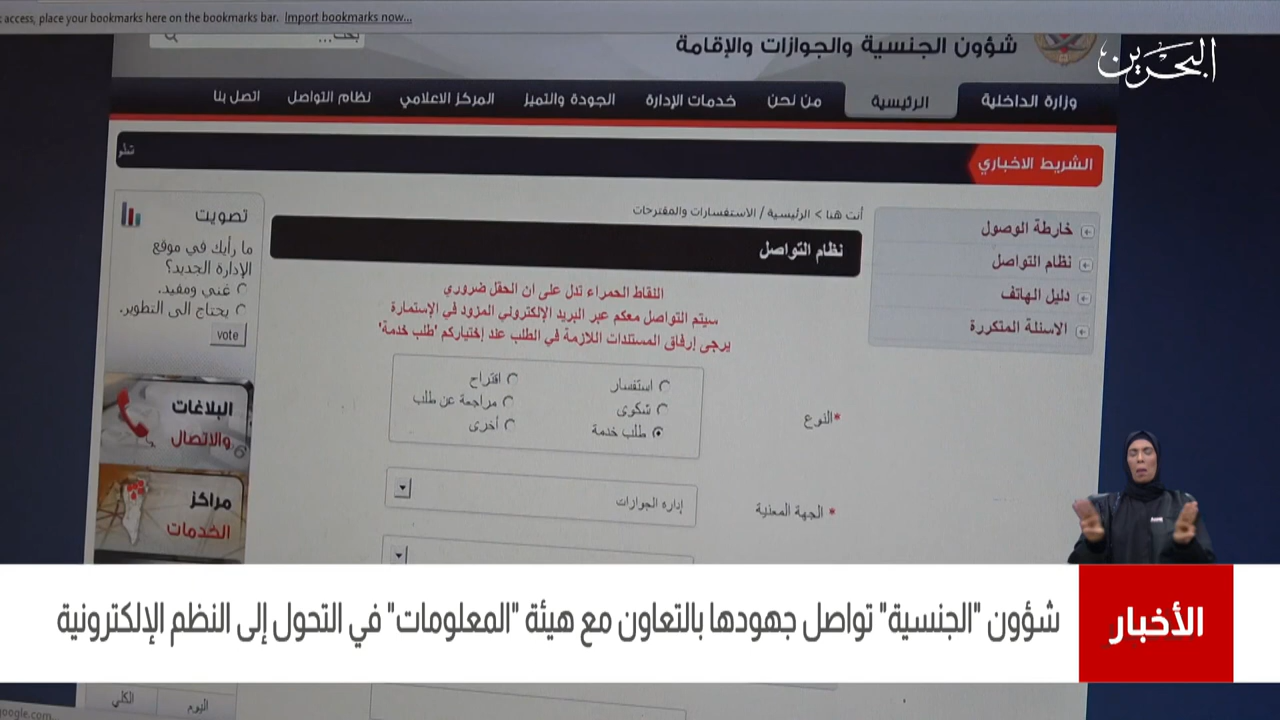 access, place your bookmarks here on the bookmarks bar. Import bookmarks now...
بحث...
شؤون الجنسية والجوازات والإقامة
البحرين
وزارة الداخلية
الرئيسية
من نحن
خدمات الإدارة
الجودة والتميز
المركز الاعلامي
نظام التواصل
اتصل بنا
الشريط الاخباري
أنت هنا > الرئيسية / الاستفسارات والمقترحات
خارطة الوصول
نظام التواصل
دليل الهاتف
الاسئلة المتكررة
نظام التواصل
النقاط الحمراء تدل على ان الحقل ضروري
سيتم التواصل معكم عبر البريد الإلكتروني المزود في الإستمارة
يرجى إرفاق المستندات اللازمة في الطلب عند إختياركم 'طلب خدمة'
*النوع
استفسار
اقتراح
شكوى
مراجعة عن طلب
طلب خدمة
أخرى
* الجهة المعنية
إدارة الجوازات
تصويت
ما رأيك في موقع
الإدارة الجديد؟
غني ومفيد.
يحتاج الى التطوير.
vote
البلاغات
والاتصال
مراكز
الخدمات
الأخبار
شؤون "الجنسية" تواصل جهودها بالتعاون مع هيئة "المعلومات" في التحول إلى النظم الإلكترونية
اليوم
الكلي
google.com